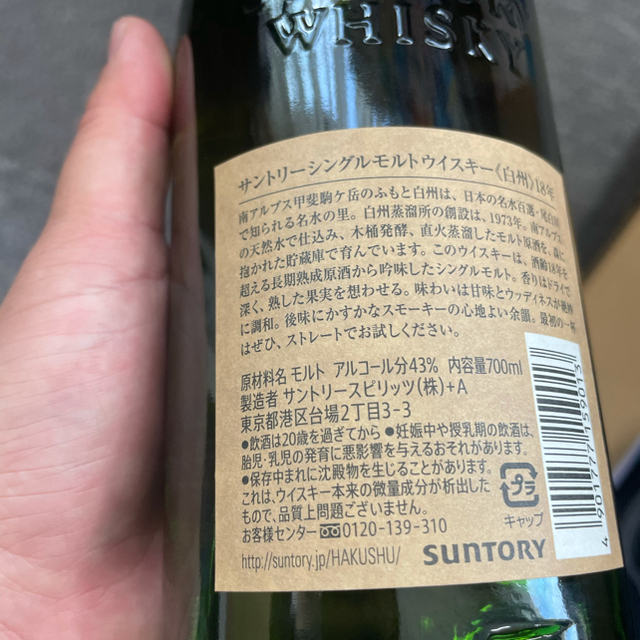 WHISKY
サントリーシングルモルトウイスキー《白州》18年
南アルプス甲斐駒ケ岳のふもと白州は、日本の名水百選・尾白川
で知られる名水の里。白州蒸溜所の創設は、1973年。南アルプス
の天然水で仕込み、木桶発酵、直火蒸溜したモルト原酒を、森に
抱かれた貯蔵庫で育んでいます。このウイスキーは、酒齢18年を
超える長期熟成原酒から吟味したシングルモルト。香りはドライで
深く、熟した果実を想わせる。味わいは甘味とウッディネスが絶妙
に調和。後味にかすかなスモーキーの心地よい余韻。最初の一杯
はぜひ、ストレートでお試しください。
原材料名 モルト アルコール分43% 内容量700ml
製造者 サントリースピリッツ(株)+A
東京都港区台場2丁目3-3
●飲酒は20歳を過ぎてから ●妊娠中や授乳期の飲酒は、
胎児・乳児の発育に悪影響を与えるおそれがあります。
●保存中まれに沈殿物を生じることがあります。
これは、ウイスキー本来の微量成分が析出した
もので、品質上問題ございません。
お客様センター 0120-139-310
http://suntory.jp/HAKUSHU/
SUNTORY
プラ
キャップ
4 901777 159013